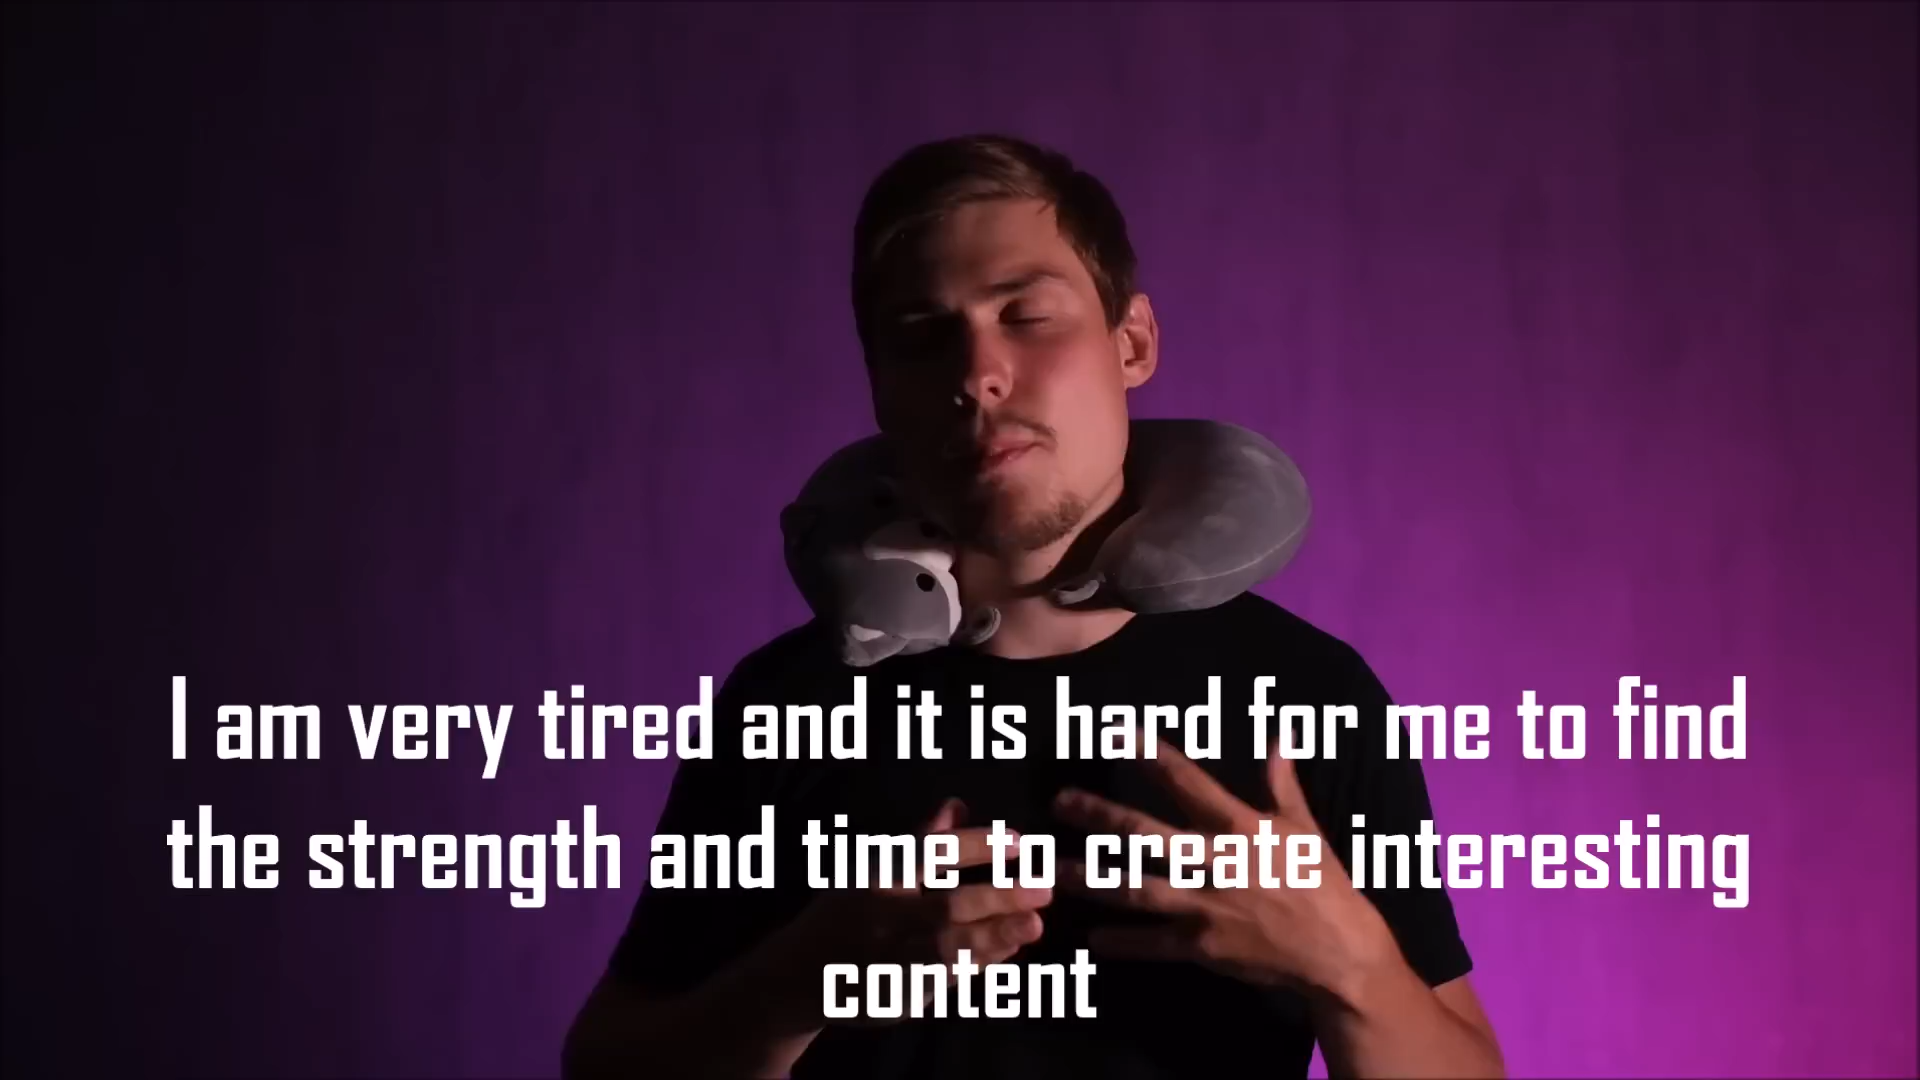 I am very tired and it is hard for me to find
the strength and time to create interesting
content